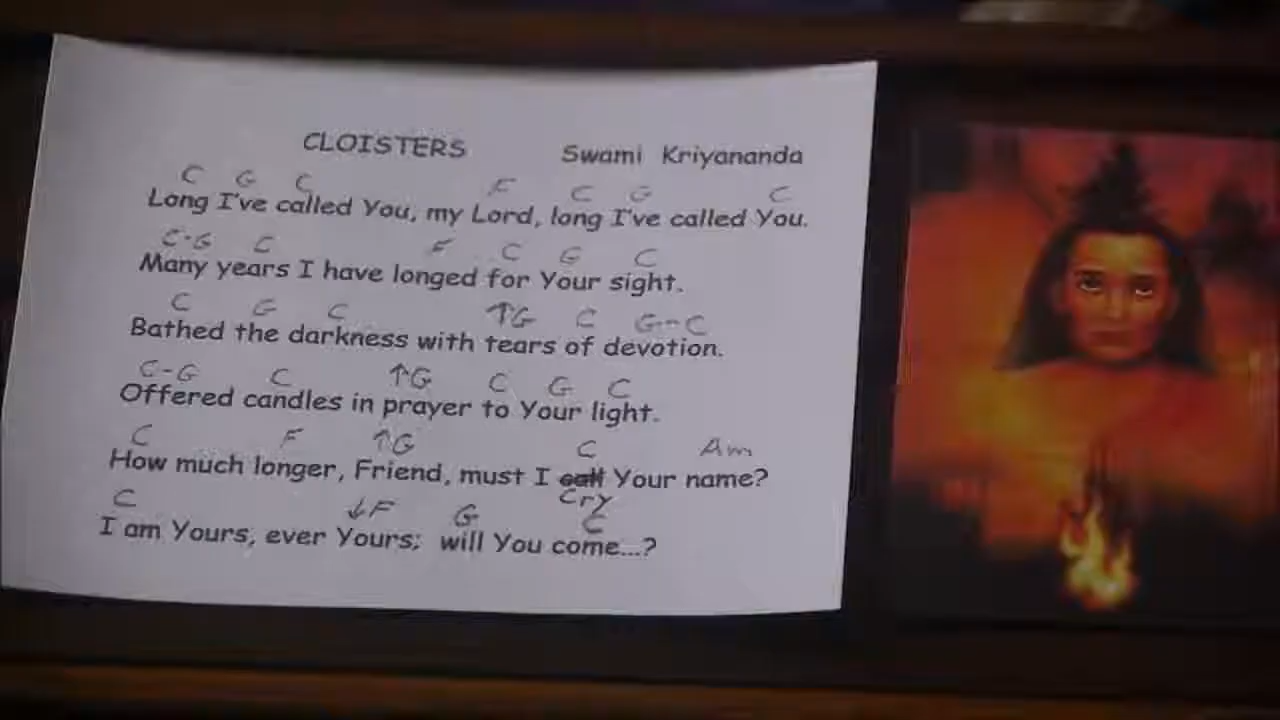 CLOISTERS Swami Kriyananda
C G C F C G C
Long I've called You, my Lord, long I've called You.
C-G C F C G C
Many years I have longed for Your sight.
C G C ↑G C G-C
Bathed the darkness with tears of devotion.
C-G C ↑G C G C
Offered candles in prayer to Your light.
C F ↑G C Am
How much longer, Friend, must I call Your name?
Cry
C ↓F G C
I am Yours, ever Yours; will You come...?